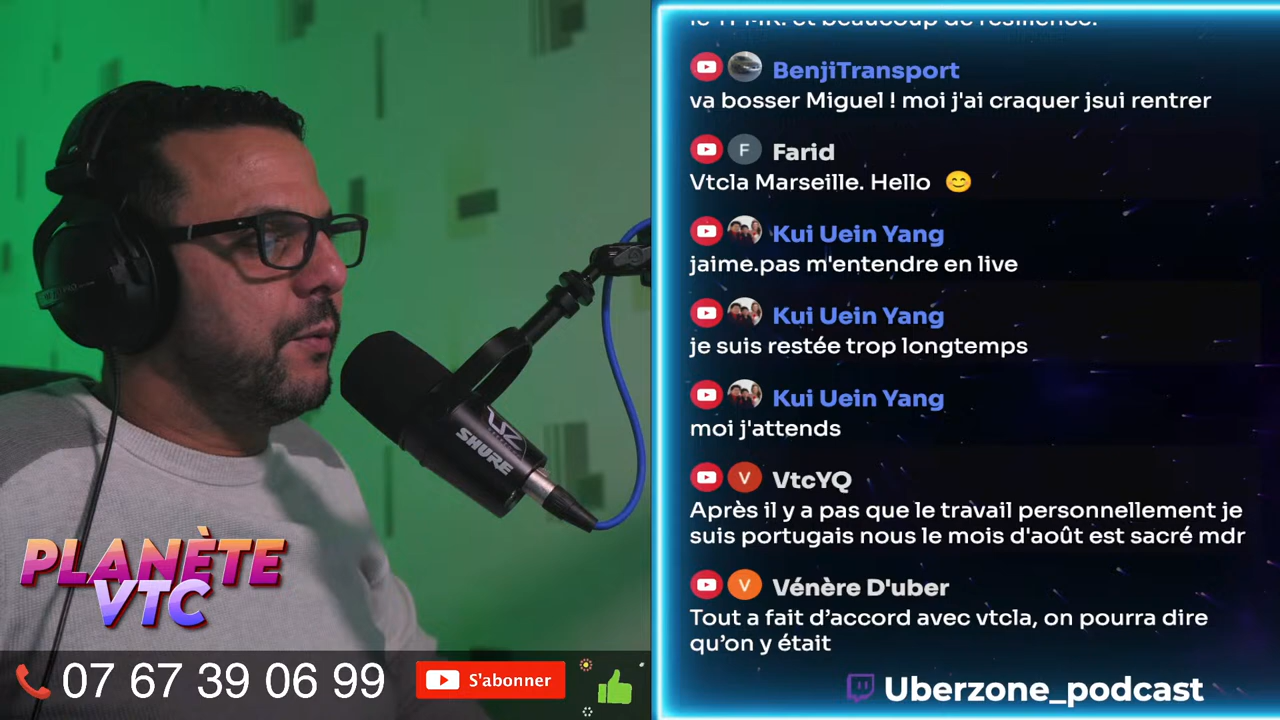 BenjiTransport
va bosser Miguel ! moi j'ai craquer jsui rentrer
F Farid
Vtcla Marseille. Hello 😊
Kui Uein Yang
jaime.pas m'entendre en live
Kui Uein Yang
je suis restée trop longtemps
Kui Uein Yang
moi j'attends
V VtcYQ
Après il y a pas que le travail personnellement je
suis portugais nous le mois d'août est sacré mdr
V Vénère D'uber
Tout a fait d’accord avec vtcla, on pourra dire
qu’on y était
Uberzone_podcast
SHURE
PLANÈTE
VTC
07 67 39 06 99
S'abonner